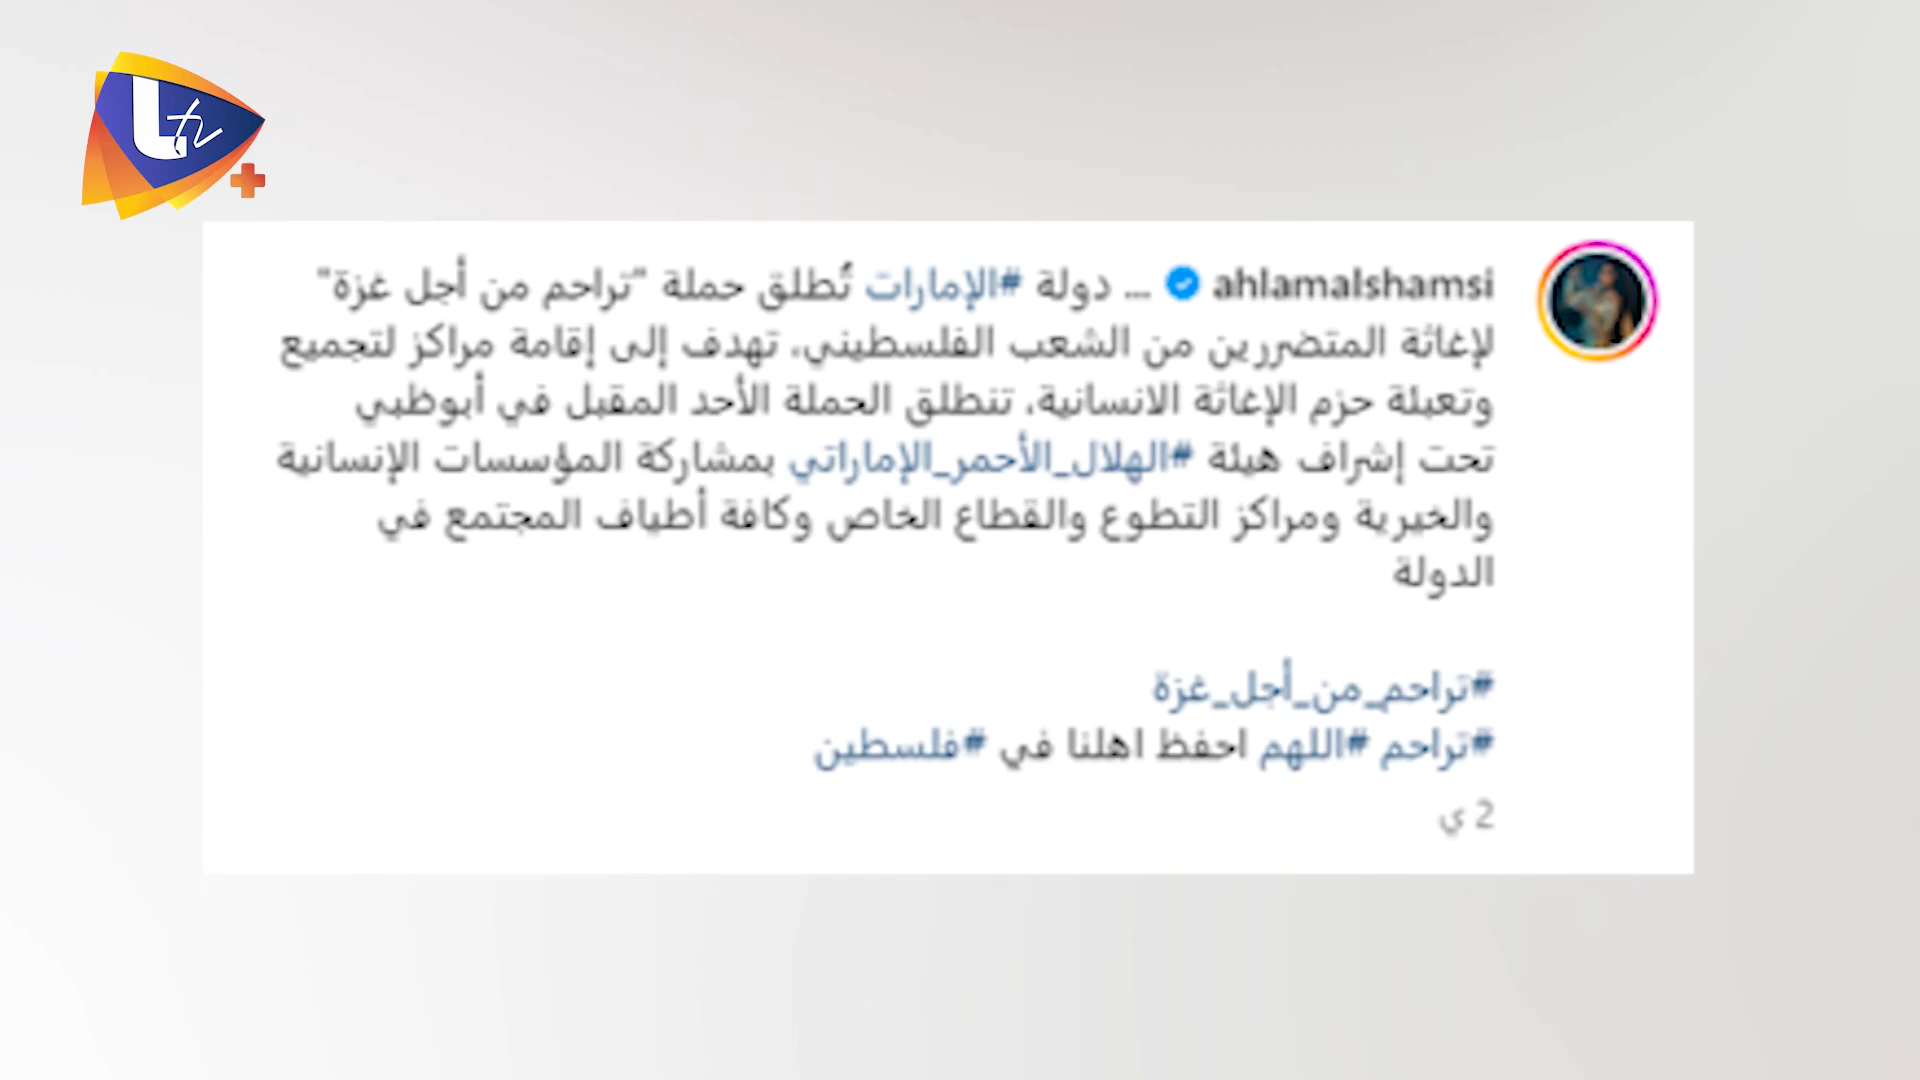 Ltv+
ahlamalshamsi ... دولة #الإمارات تُطلق حملة "تراحم من أجل غزة"
لإغاثة المتضررين من الشعب الفلسطيني، تهدف إلى إقامة مراكز لتجميع
وتعبئة حزم الإغاثة الانسانية، تنطلق الحملة الأحد المقبل في أبوظبي
تحت إشراف هيئة #الهلال_الأحمر_الإماراتي بمشاركة المؤسسات الإنسانية
والخيرية ومراكز التطوع والقطاع الخاص وكافة أطياف المجتمع في
الدولة
#تراحم_من_أجل_غزة
#تراحم #اللهم احفظ اهلنا في #فلسطين
2 ي